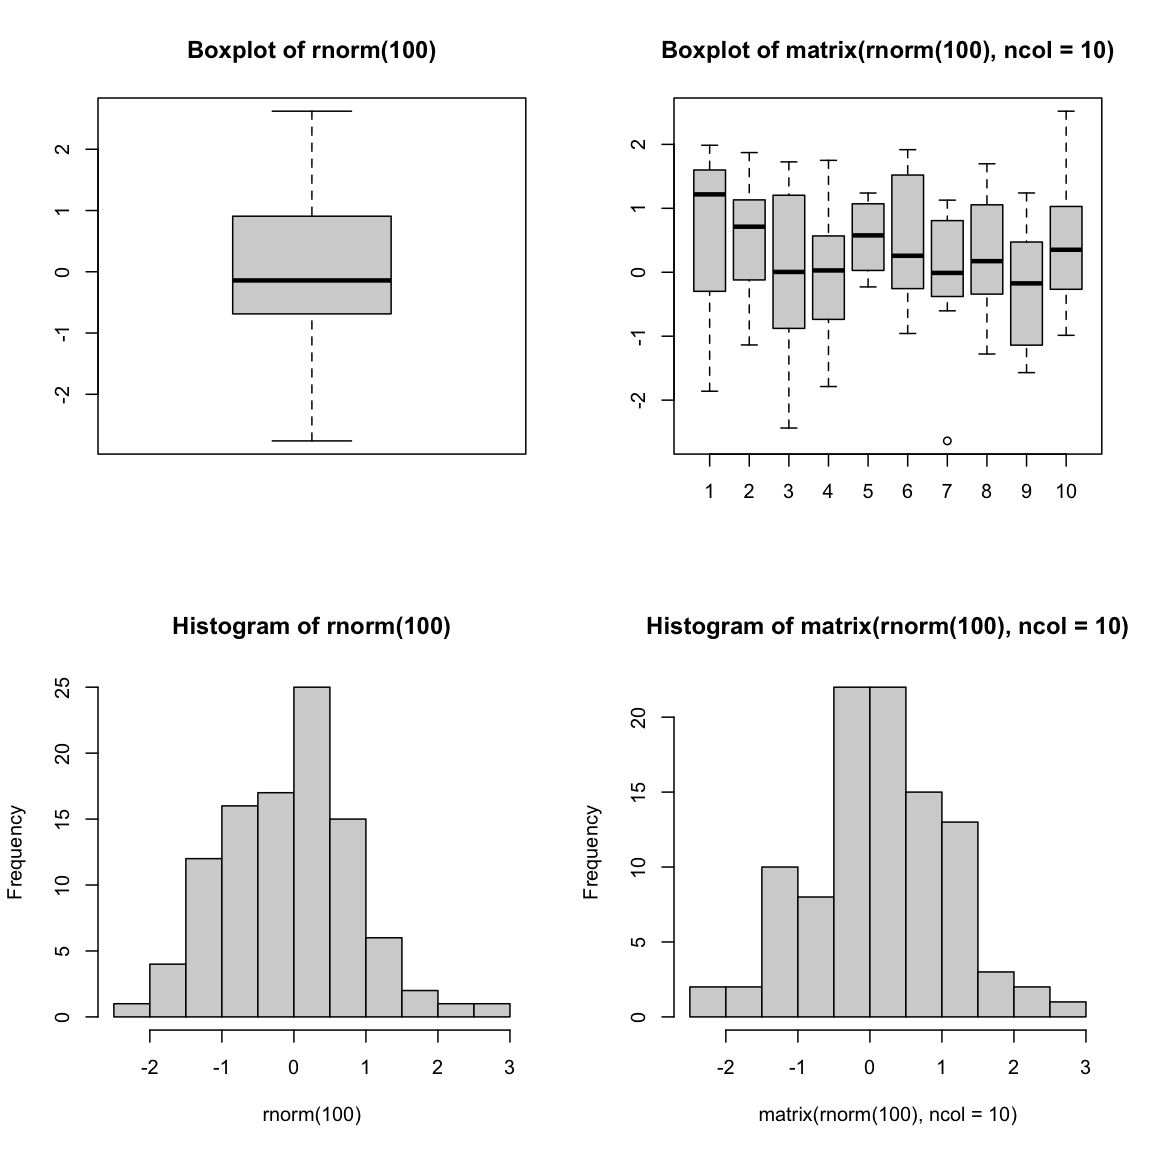 Boxplot of rnorm(100)
2
1
0
-1
-2
Boxplot of matrix(rnorm(100), ncol = 10)
2
1
0
-1
-2
1 2 3 4 5 6 7 8 9 10
Histogram of rnorm(100)
Frequency
25
20
15
10
5
0
-2 -1 0 1 2 3
rnorm(100)
Histogram of matrix(rnorm(100), ncol = 10)
Frequency
20
15
10
5
0
-2 -1 0 1 2 3
matrix(rnorm(100), ncol = 10)